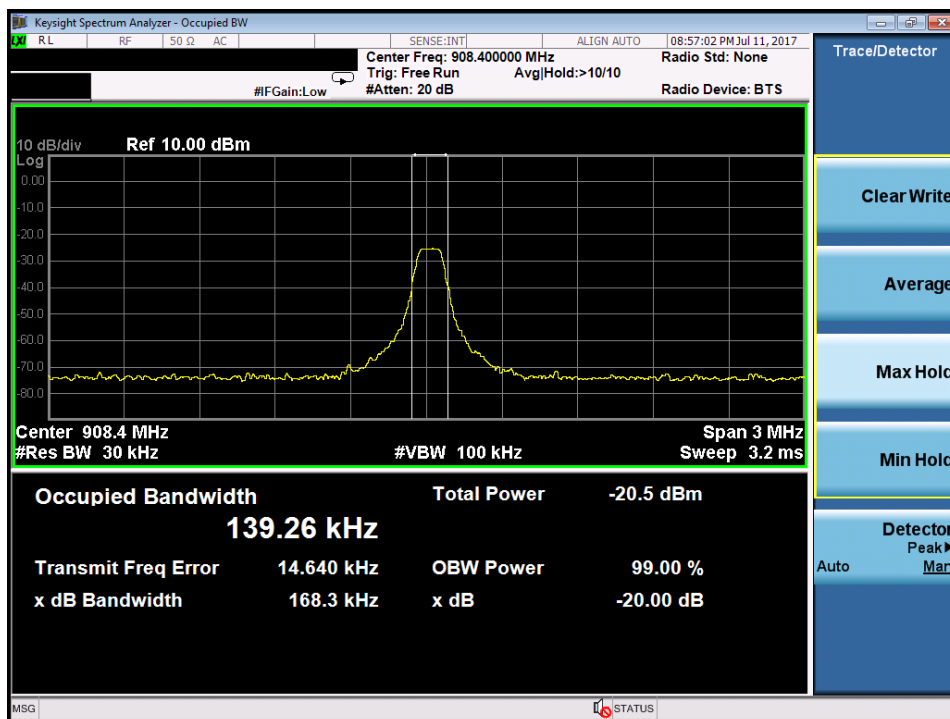 Keysight Spectrum Analyzer - Occupied BW
LXI RL RF 50 Ω AC SENSE:INT ALIGN AUTO 08:57:02 PM Jul 11, 2017
Center Freq: 908.400000 MHz Radio Std: None
Trig: Free Run Avg|Hold:>10/10
#IFGain:Low #Atten: 20 dB Radio Device: BTS
10 dB/div Ref 10.00 dBm
Log
0.00
-10.0
-20.0
-30.0
-40.0
-50.0
-60.0
-70.0
-80.0
Center 908.4 MHz Span 3 MHz
#Res BW 30 kHz #VBW 100 kHz Sweep 3.2 ms
Occupied Bandwidth Total Power -20.5 dBm
139.26 kHz
Transmit Freq Error 14.640 kHz OBW Power 99.00 %
x dB Bandwidth 168.3 kHz x dB -20.00 dB
MSG STATUS
Trace/Detector
Clear Write
Average
Max Hold
Min Hold
Detector
Peak▶
Auto Man